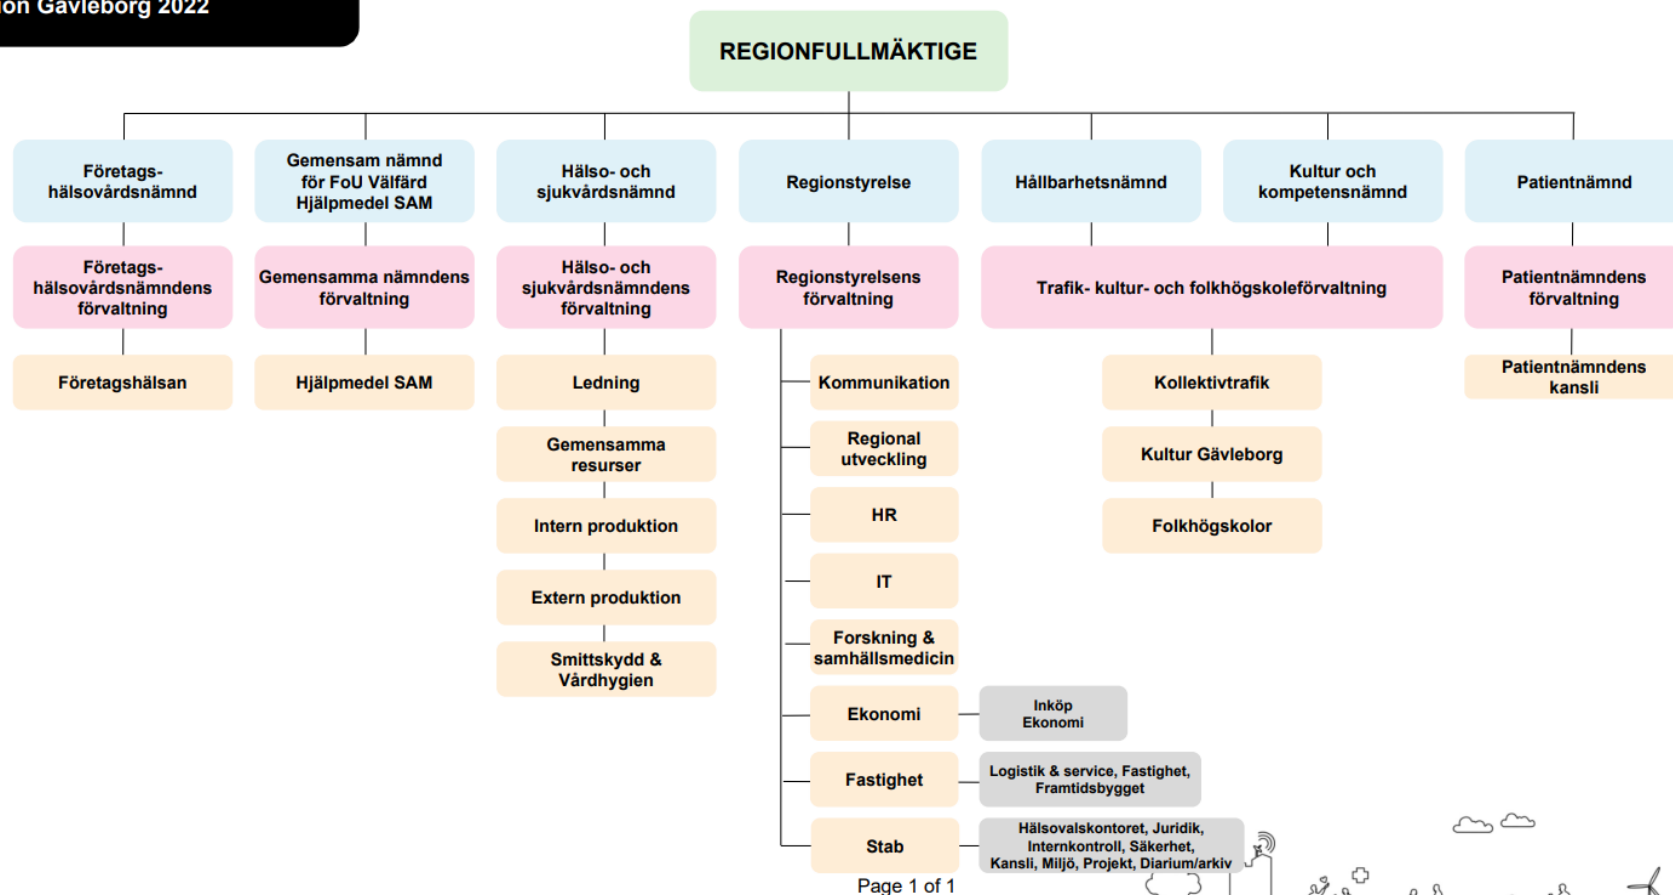 Gävleborg 2022
REGIONFULLMÄKTIGE
Företags-
hälsovårdsnämnd
Gemensam nämnd
för FoU Välfärd
Hjälpmedel SAM
Hälso- och
sjukvårdsnämnd
Regionstyrelse
Hållbarhetsnämnd
Kultur och
kompetensnämnd
Patientnämnd
Företags-
hälsovårdsnämndens
förvaltning
Gemensamma nämndens
förvaltning
Hälso- och
sjukvårdsnämndens
förvaltning
Regionstyrelsens
förvaltning
Trafik- kultur- och folkhögskoleförvaltning
Patientnämndens
förvaltning
Företagshälsan
Hjälpmedel SAM
Ledning
Gemensamma
resurser
Intern produktion
Extern produktion
Smittskydd &
Vårdhygien
Kommunikation
Regional
utveckling
HR
IT
Forskning &
samhällsmedicin
Ekonomi
Inköp
Ekonomi
Fastighet
Logistik & service, Fastighet,
Framtidsbygget
Stab
Hälsovalskontoret, Juridik,
Internkontroll, Säkerhet,
Kansli, Miljö, Projekt, Diarium/arkiv
Kollektivtrafik
Kultur Gävleborg
Folkhögskolor
Patientnämndens
kansli
Page 1 of 1